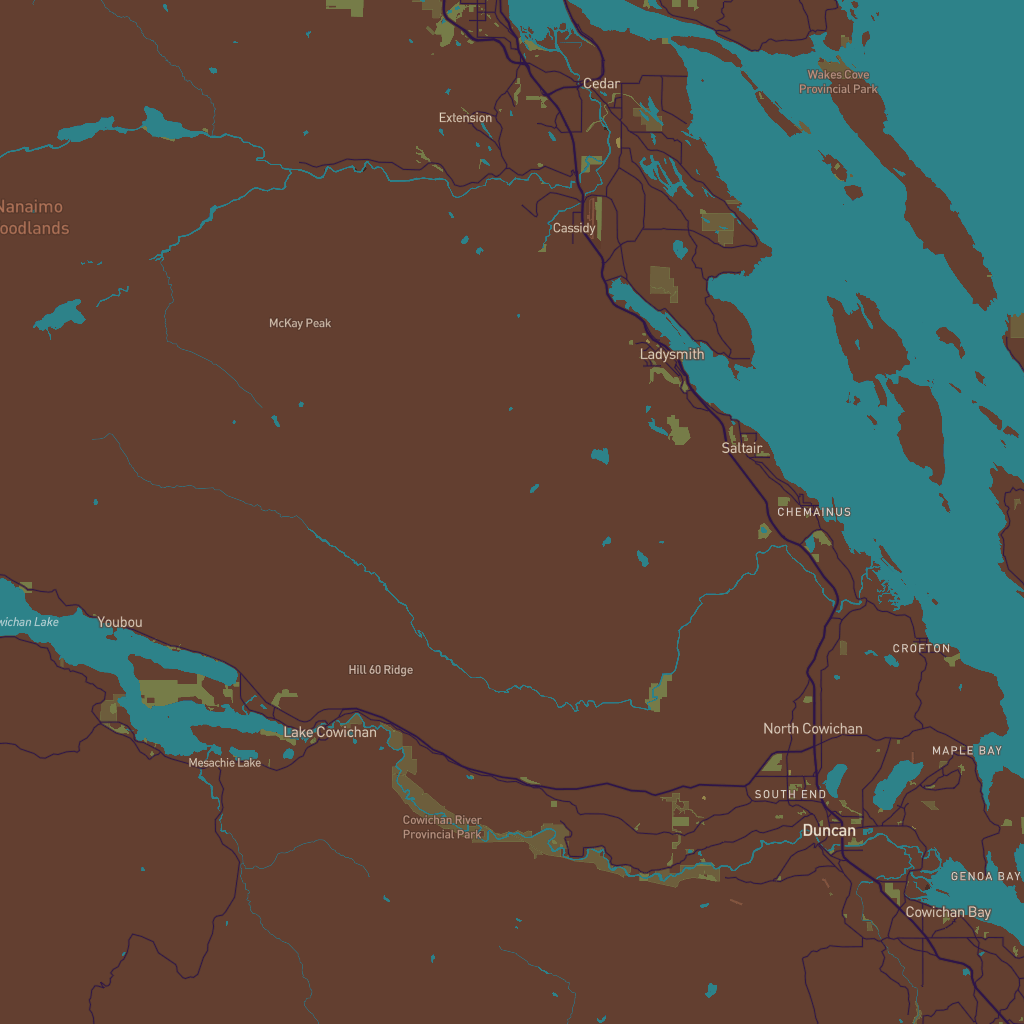 Wakes Cove
Provincial Park
Cedar
Extension
Nanaimo
oodlands
Cassidy
McKay Peak
Ladysmith
Saltair
CHEMAINUS
wichan Lake
Youbou
CROFTON
Hill 60 Ridge
Lake Cowichan
North Cowichan
MAPLE BAY
Mesachie Lake
SOUTH END
Cowichan River
Provincial Park
Duncan
GENOA BAY
Cowichan Bay